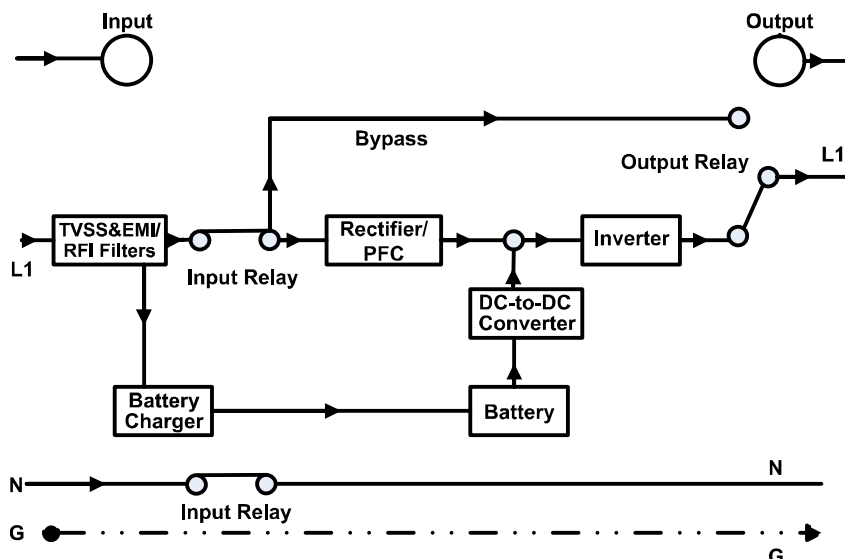 Input
Output
Bypass
Output Relay
L1
TVSS&EMI/
RFI Filters
L1
Input Relay
Rectifier/
PFC
Inverter
DC-to-DC
Converter
Battery
Charger
Battery
N
N
Input Relay
G
G